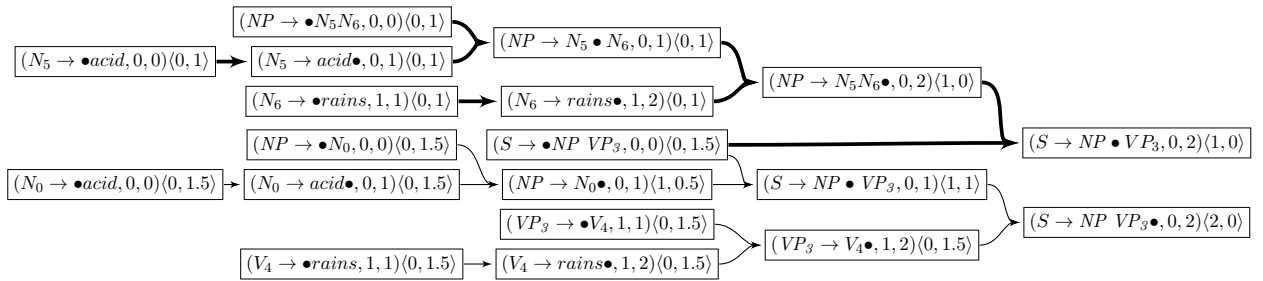 (NP → •N₅N₆, 0, 0)⟨0, 1⟩
(N₅ → •acid, 0, 0)⟨0, 1⟩
(N₅ → acid•, 0, 1)⟨0, 1⟩
(NP → N₅ • N₆, 0, 1)⟨0, 1⟩
(N₆ → •rains, 1, 1)⟨0, 1⟩
(N₆ → rains•, 1, 2)⟨0, 1⟩
(NP → N₅N₆•, 0, 2)⟨1, 0⟩
(NP → •N₀, 0, 0)⟨0, 1.5⟩
(S → •NP VP₃, 0, 0)⟨0, 1.5⟩
(S → NP • VP₃, 0, 2)⟨1, 0⟩
(N₀ → •acid, 0, 0)⟨0, 1.5⟩
(N₀ → acid•, 0, 1)⟨0, 1.5⟩
(NP → N₀•, 0, 1)⟨1, 0.5⟩
(S → NP • VP₃, 0, 1)⟨1, 1⟩
(VP₃ → •V₄, 1, 1)⟨0, 1.5⟩
(S → NP VP₃•, 0, 2)⟨2, 0⟩
(V₄ → •rains, 1, 1)⟨0, 1.5⟩
(V₄ → rains•, 1, 2)⟨0, 1.5⟩
(VP₃ → V₄•, 1, 2)⟨0, 1.5⟩